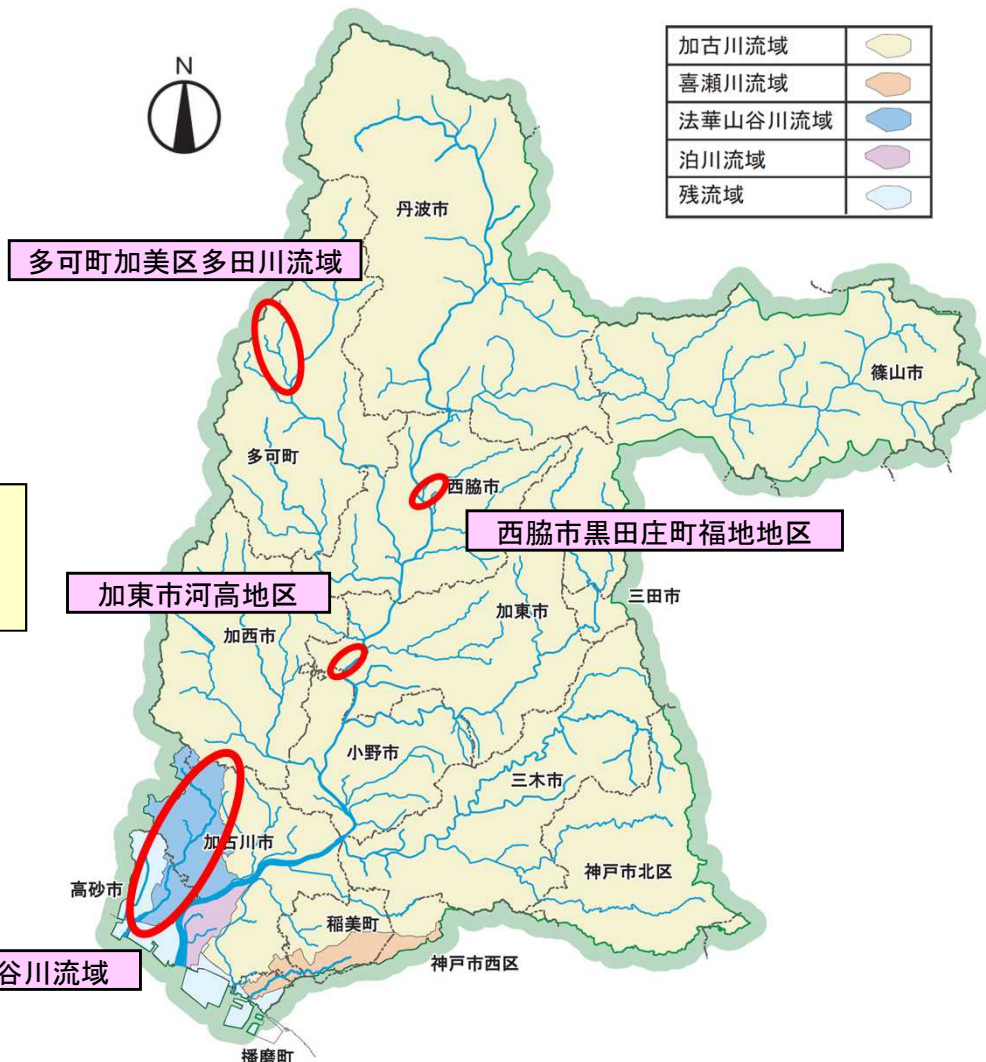 加古川流域
喜瀬川流域
法華山谷川流域
泊川流域
残流域
N
丹波市
多可町加美区多田川流域
篠山市
多可町
西脇市
西脇市黒田庄町福地地区
加東市河高地区
三田市
加東市
加西市
小野市
三木市
加古川市
神戸市北区
高砂市
稲美町
谷川流域
神戸市西区
播磨町